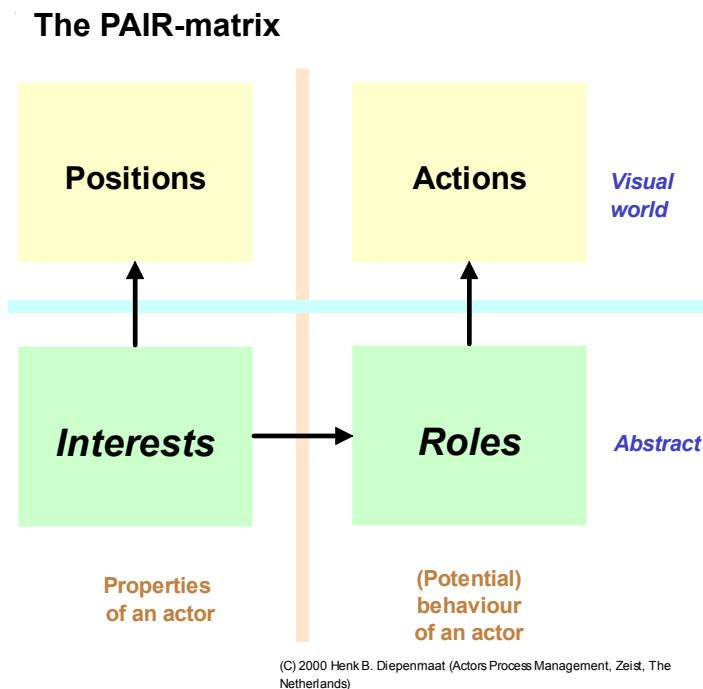 The PAIR-matrix
Positions
Actions
Visual
world
Interests
Roles
Abstract
Properties
of an actor
(Potential)
behaviour
of an actor
(C) 2000 Henk B. Diepenmaat (Actors Process Management, Zeist, The
Netherlands)